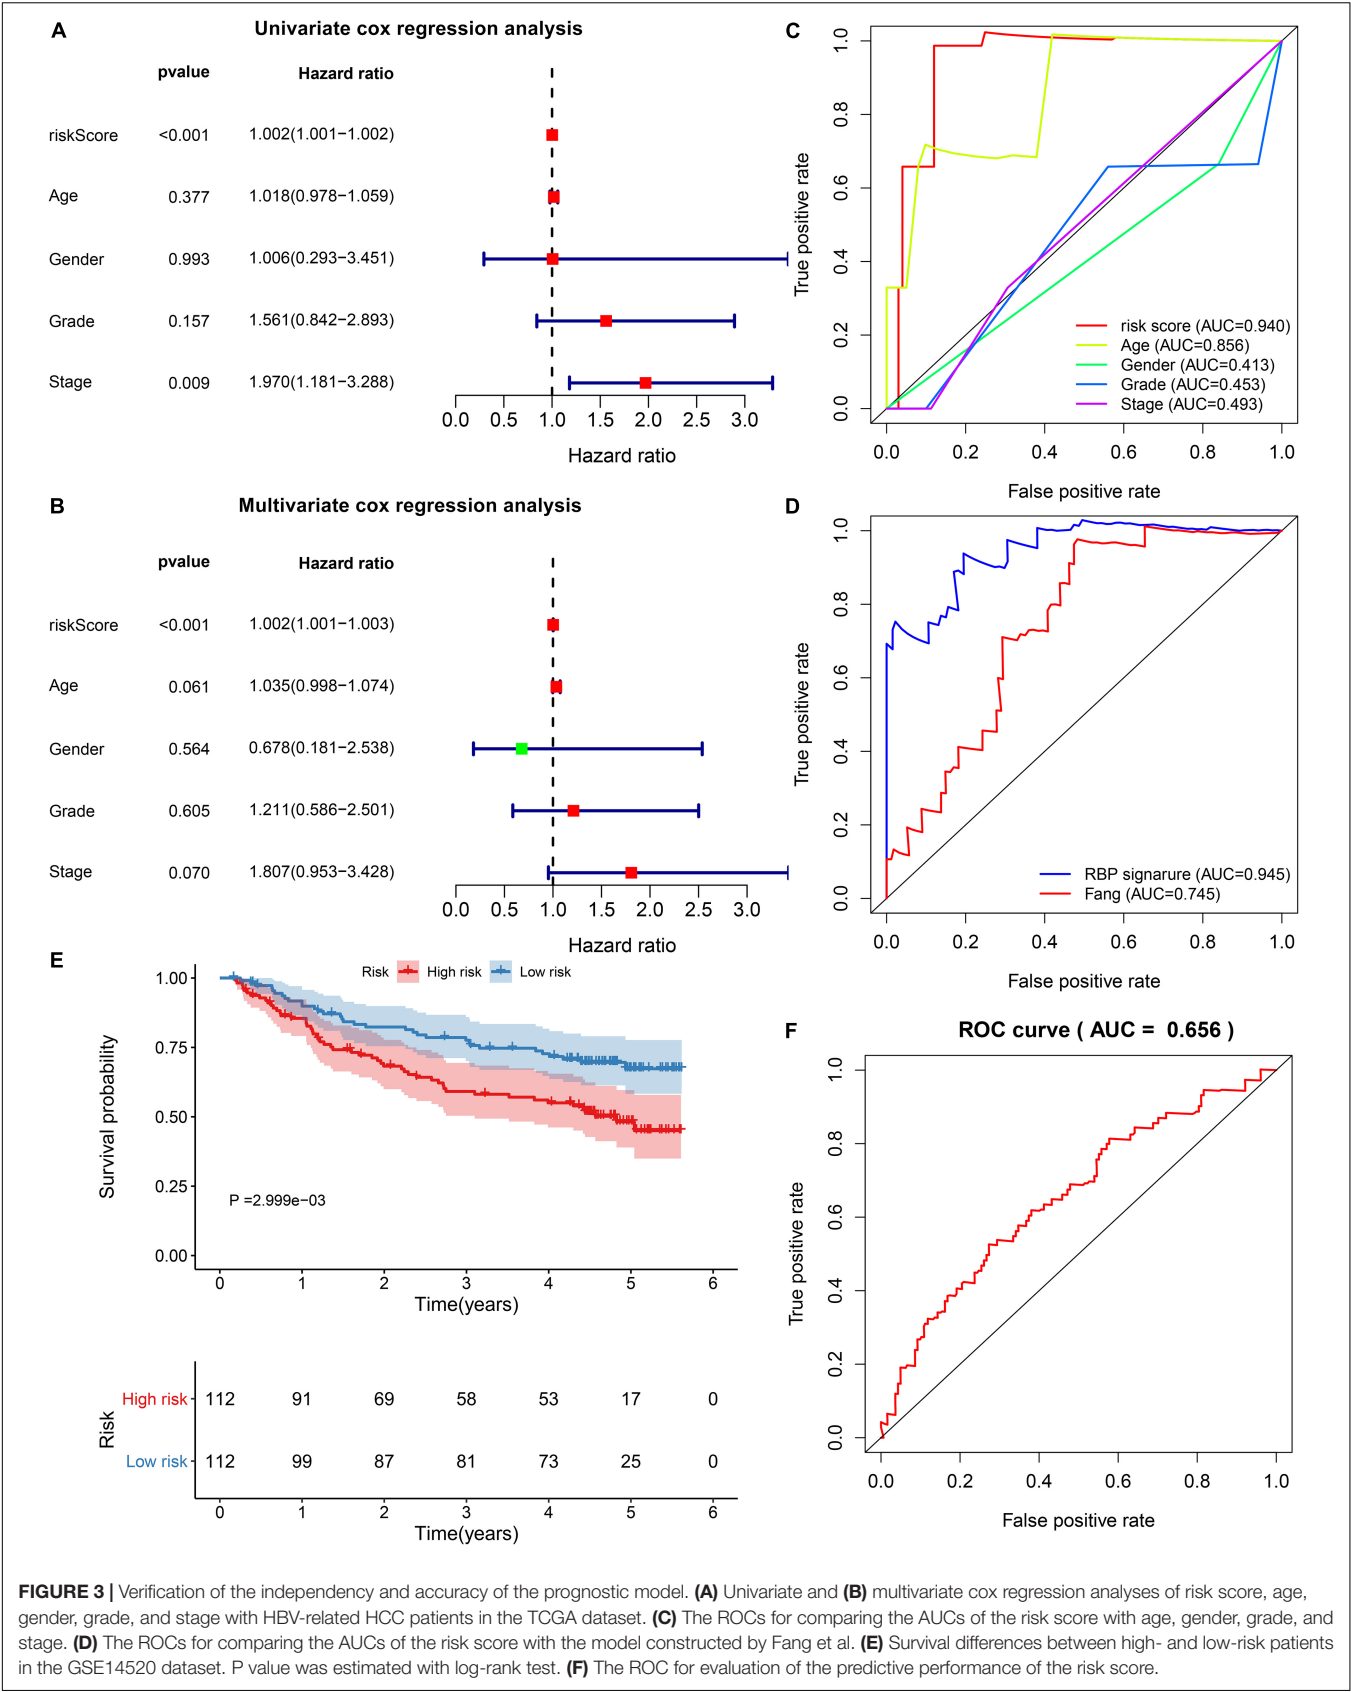 A
Univariate cox regression analysis
pvalue Hazard ratio
riskScore <0.001 1.002(1.001−1.002)
Age 0.377 1.018(0.978−1.059)
Gender 0.993 1.006(0.293−3.451)
Grade 0.157 1.561(0.842−2.893)
Stage 0.009 1.970(1.181−3.288)
0.0 0.5 1.0 1.5 2.0 2.5 3.0
Hazard ratio
B
Multivariate cox regression analysis
pvalue Hazard ratio
riskScore <0.001 1.002(1.001−1.003)
Age 0.061 1.035(0.998−1.074)
Gender 0.564 0.678(0.181−2.538)
Grade 0.605 1.211(0.586−2.501)
Stage 0.070 1.807(0.953−3.428)
0.0 0.5 1.0 1.5 2.0 2.5 3.0
Hazard ratio
C
True positive rate
0.0 0.2 0.4 0.6 0.8 1.0
risk score (AUC=0.940)
Age (AUC=0.856)
Gender (AUC=0.413)
Grade (AUC=0.453)
Stage (AUC=0.493)
0.0 0.2 0.4 0.6 0.8 1.0
False positive rate
D
True positive rate
0.0 0.2 0.4 0.6 0.8 1.0
RBP signarure (AUC=0.945)
Fang (AUC=0.745)
0.0 0.2 0.4 0.6 0.8 1.0
False positive rate
E
Risk High risk Low risk
Survival probability
1.00
0.75
0.50
0.25
0.00
P =2.999e−03
0 1 2 3 4 5 6
Time(years)
Risk
High risk 112 91 69 58 53 17 0
Low risk 112 99 87 81 73 25 0
0 1 2 3 4 5 6
Time(years)
F
ROC curve ( AUC = 0.656 )
True positive rate
0.0 0.2 0.4 0.6 0.8 1.0
0.0 0.2 0.4 0.6 0.8 1.0
False positive rate
FIGURE 3 | Verification of the independency and accuracy of the prognostic model. (A) Univariate and (B) multivariate cox regression analyses of risk score, age,
gender, grade, and stage with HBV-related HCC patients in the TCGA dataset. (C) The ROCs for comparing the AUCs of the risk score with age, gender, grade, and
stage. (D) The ROCs for comparing the AUCs of the risk score with the model constructed by Fang et al. (E) Survival differences between high- and low-risk patients
in the GSE14520 dataset. P value was estimated with log-rank test. (F) The ROC for evaluation of the predictive performance of the risk score.